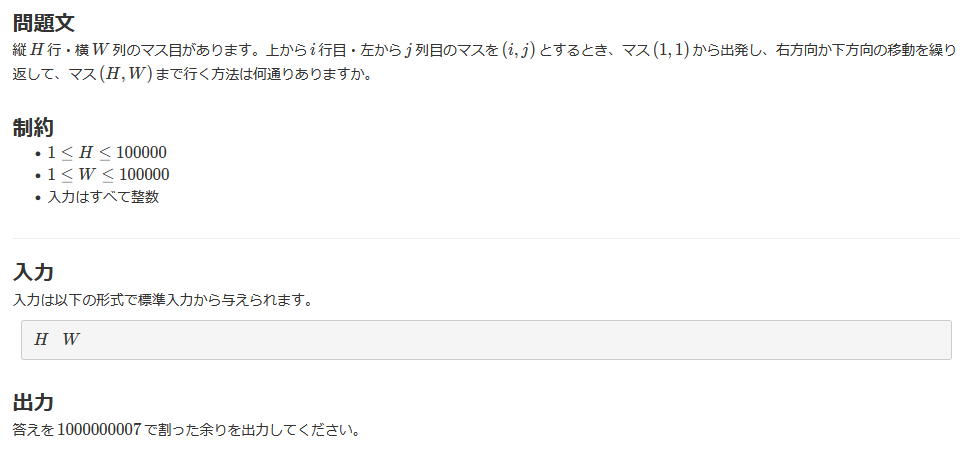 問題文
縦 H 行・横 W 列のマス目があります。上から i 行目・左から j 列目のマスを (i, j) とするとき、マス (1, 1) から出発し、右方向か下方向の移動を繰り
返して、マス (H, W) まで行く方法は何通りありますか。
制約
• 1 ≤ H ≤ 100000
• 1 ≤ W ≤ 100000
• 入力はすべて整数
入力
入力は以下の形式で標準入力から与えられます。
H W
出力
答えを 1000000007 で割った余りを出力してください。